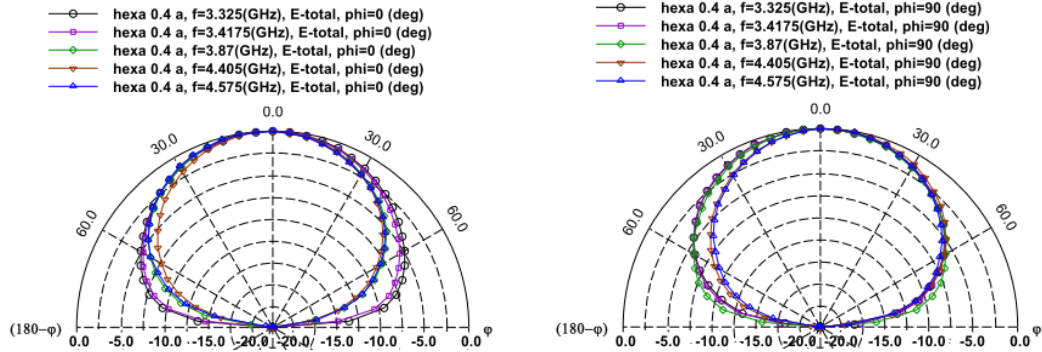 hexa 0.4 a, f=3.325(GHz), E-total, phi=0 (deg)
hexa 0.4 a, f=3.4175(GHz), E-total, phi=0 (deg)
hexa 0.4 a, f=3.87(GHz), E-total, phi=0 (deg)
hexa 0.4 a, f=4.405(GHz), E-total, phi=0 (deg)
hexa 0.4 a, f=4.575(GHz), E-total, phi=0 (deg)
0.0
30.0 30.0
60.0 60.0
(180−φ) φ
0.0 -5.0 -10.0 -15.0 -20.0 -15.0 -10.0 -5.0 0.0
hexa 0.4 a, f=3.325(GHz), E-total, phi=90 (deg)
hexa 0.4 a, f=3.4175(GHz), E-total, phi=90 (deg)
hexa 0.4 a, f=3.87(GHz), E-total, phi=90 (deg)
hexa 0.4 a, f=4.405(GHz), E-total, phi=90 (deg)
hexa 0.4 a, f=4.575(GHz), E-total, phi=90 (deg)
0.0
30.0 30.0
60.0 60.0
(180−φ) φ
0.0 -5.0 -10.0 -15.0 -20.0 -15.0 -10.0 -5.0 0.0